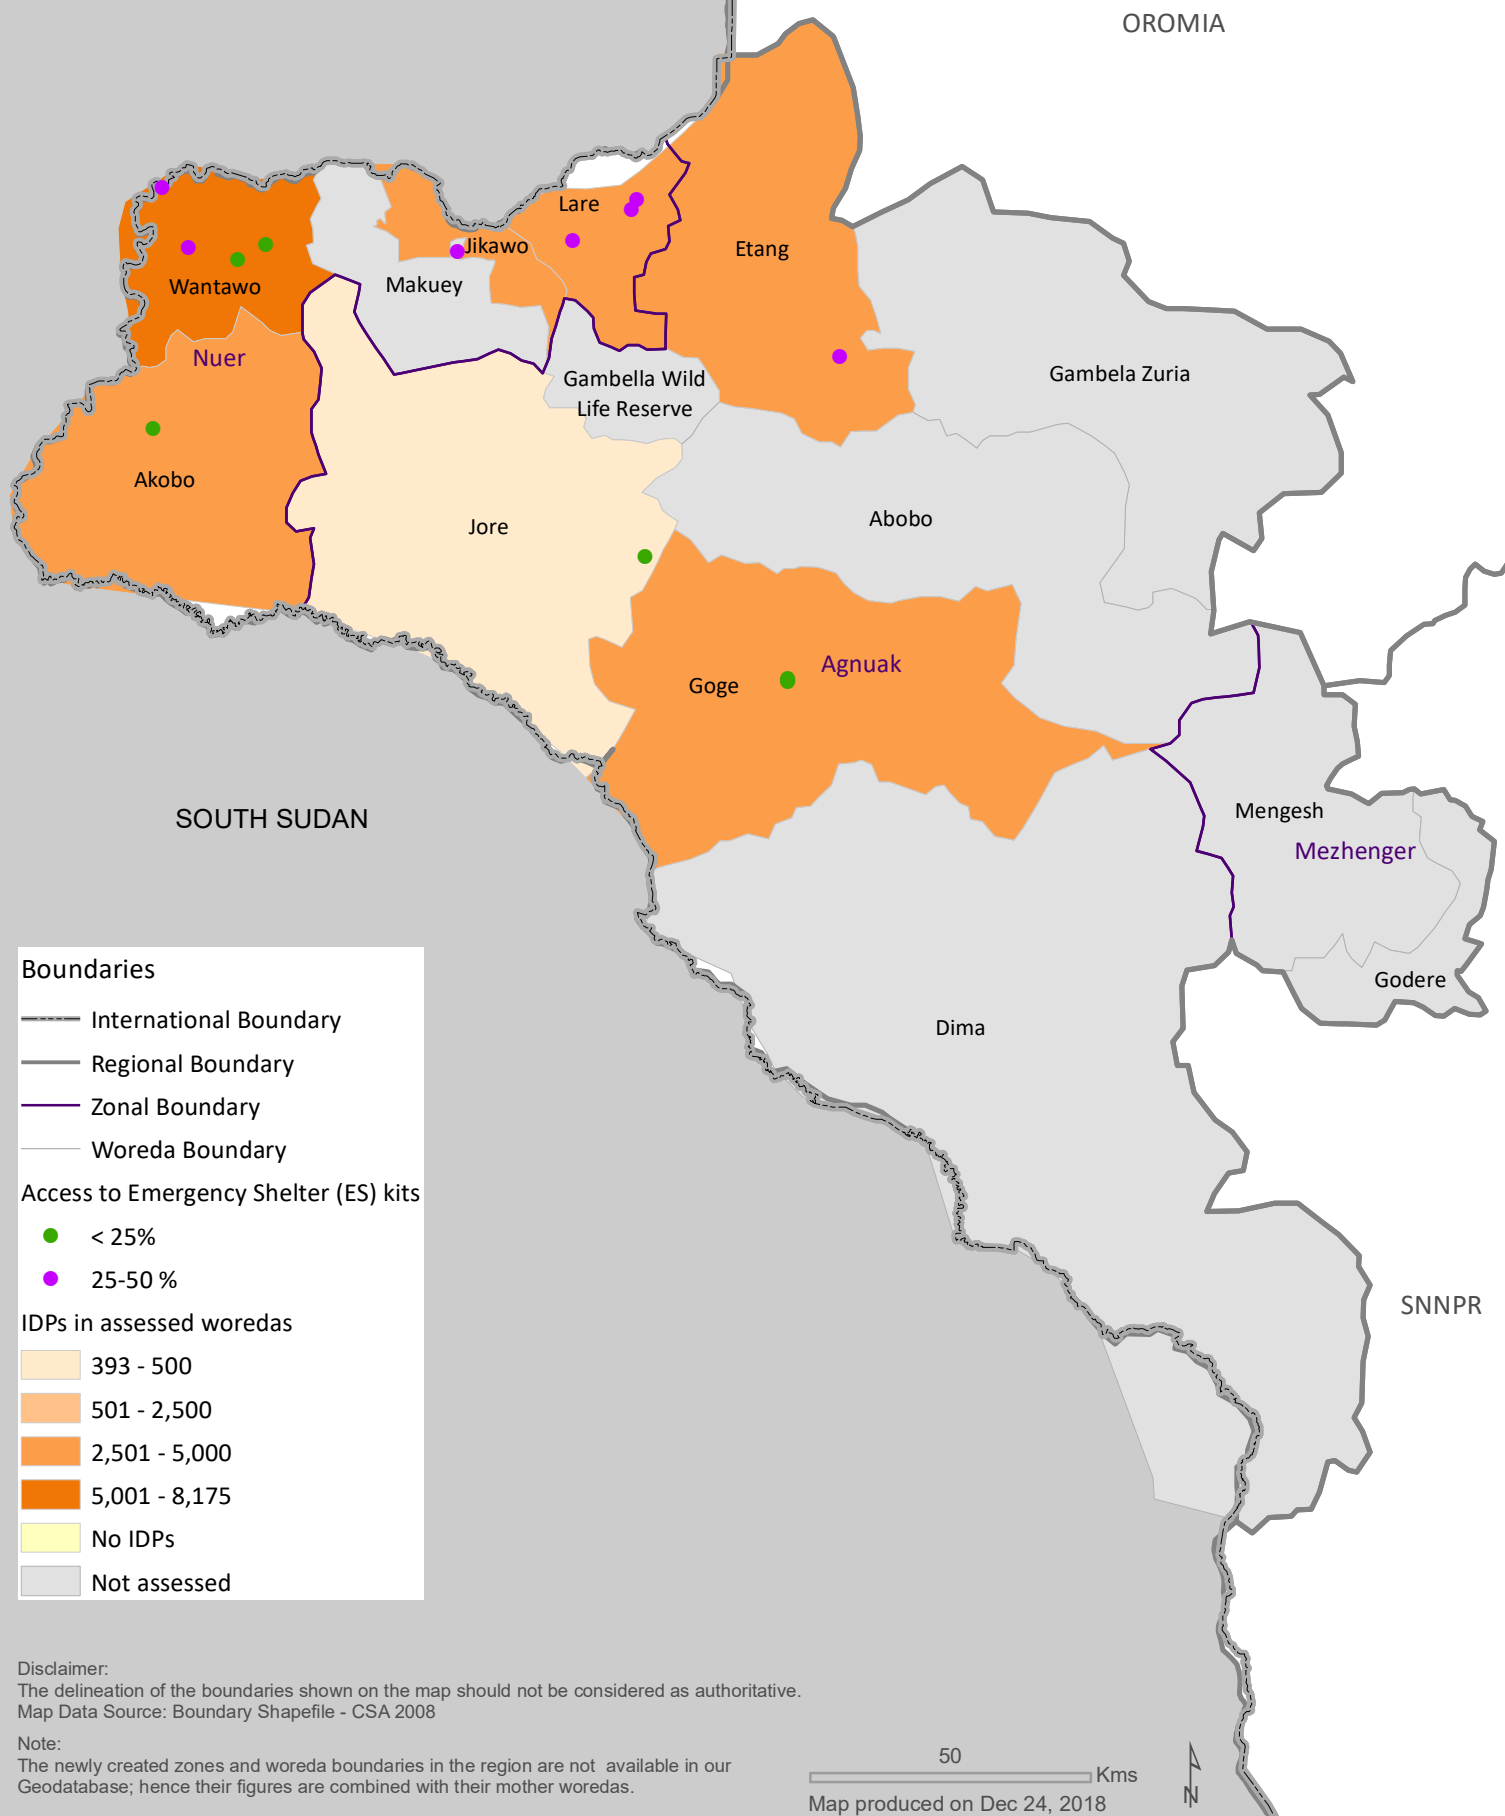 OROMIA
Lare
Jikawo
Etang
Makuey
Wantawo
Nuer
Gambella Wild
Life Reserve
Gambela Zuria
Akobo
Jore
Abobo
Agnuak
Goge
SOUTH SUDAN
Mengesh
Mezhenger
Godere
Dima
SNNPR
Boundaries
International Boundary
Regional Boundary
Zonal Boundary
Woreda Boundary
Access to Emergency Shelter (ES) kits
< 25%
25-50 %
IDPs in assessed woredas
393 - 500
501 - 2,500
2,501 - 5,000
5,001 - 8,175
No IDPs
Not assessed
Disclaimer:
The delineation of the boundaries shown on the map should not be considered as authoritative.
Map Data Source: Boundary Shapefile - CSA 2008
Note:
The newly created zones and woreda boundaries in the region are not available in our
Geodatabase; hence their figures are combined with their mother woredas.
50
Kms
Map produced on Dec 24, 2018
N